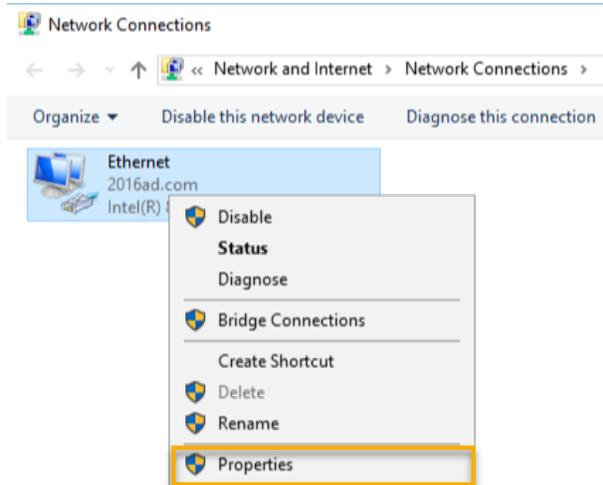 Network Connections
« Network and Internet > Network Connections >
Organize ▾ Disable this network device Diagnose this connection
Ethernet
2016ad.com
Intel(R)
Disable
Status
Diagnose
Bridge Connections
Create Shortcut
Delete
Rename
Properties